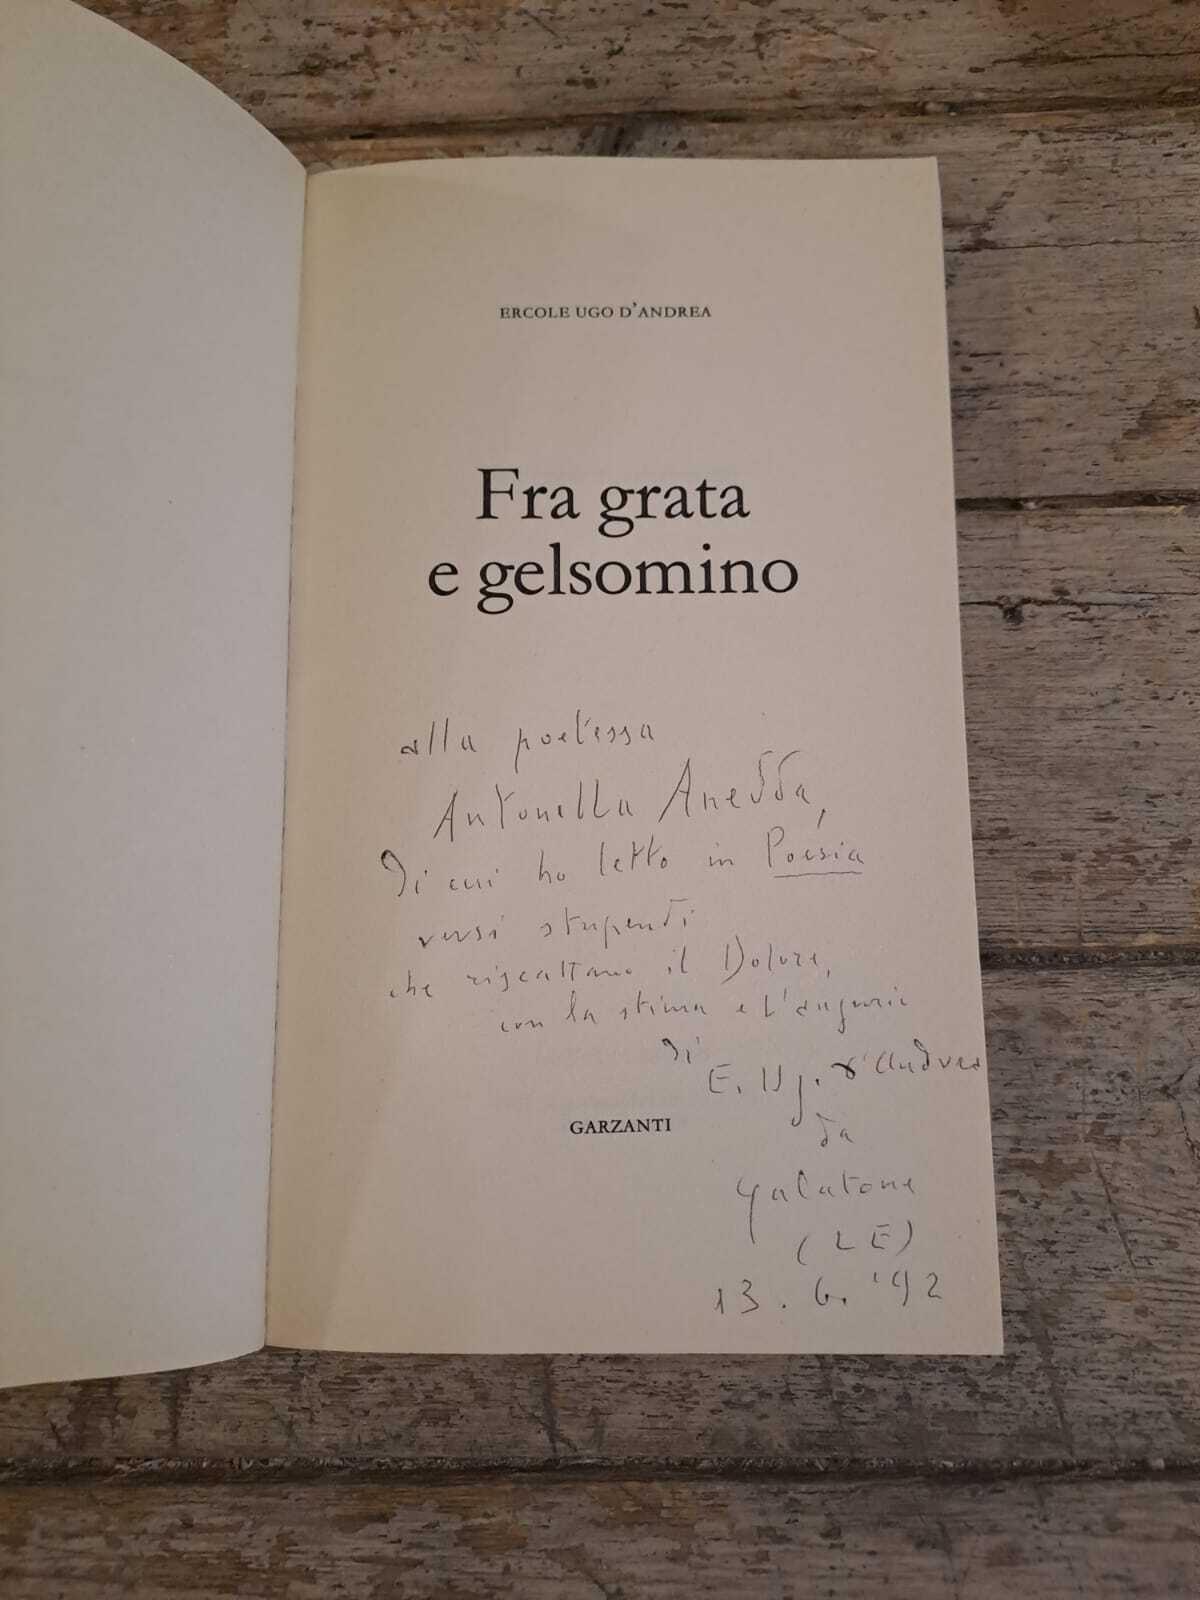 ERCOLE UGO D'ANDREA
Fra grata
e gelsomino
alla poetessa
Antonella Anedda,
di cui ho letto in Poesia
versi stupendi
che riscattano il Dolore,
con la stima e l'augurio
di
E. Ug. d'Andrea
GARZANTI
da
Galatone
(LE)
13. 6. '92